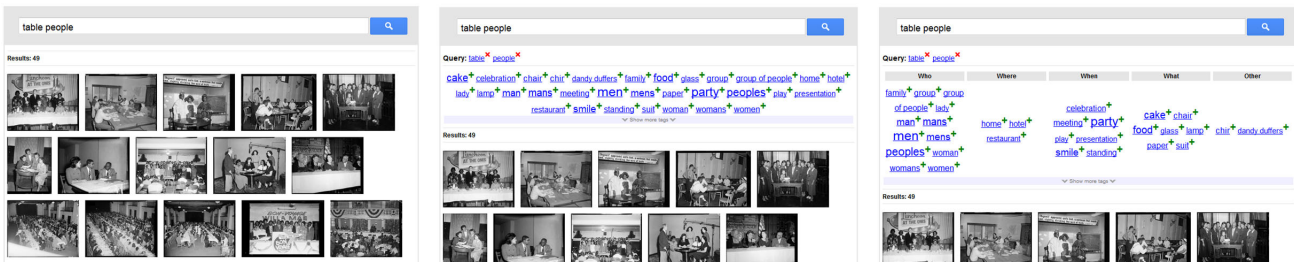 table people
Results: 49
table people
Query: table✖ people✖
cake+ celebration+ chair+ chir+ dandy duffers+ family+ food+ glass+ group+ group of people+ home+ hotel+
lady+ lamp+ man+ mans+ meeting+ men+ mens+ paper+ party+ peoples+ play+ presentation+
restaurant+ smile+ standing+ suit+ woman+ womans+ women+
Show more tags
Results: 49
table people
Query: table✖ people✖
Who Where When What Other
family+ group+ group
of people+ lady+
man+ mans+
men+ mens+
peoples+ woman+
womans+ women+
home+ hotel+
restaurant+
celebration+
meeting+ party+
play+ presentation+
smile+ standing+
cake+ chair+
food+ glass+ lamp+
paper+ suit+
chir+ dandy duffers+
Show more tags
Results: 49